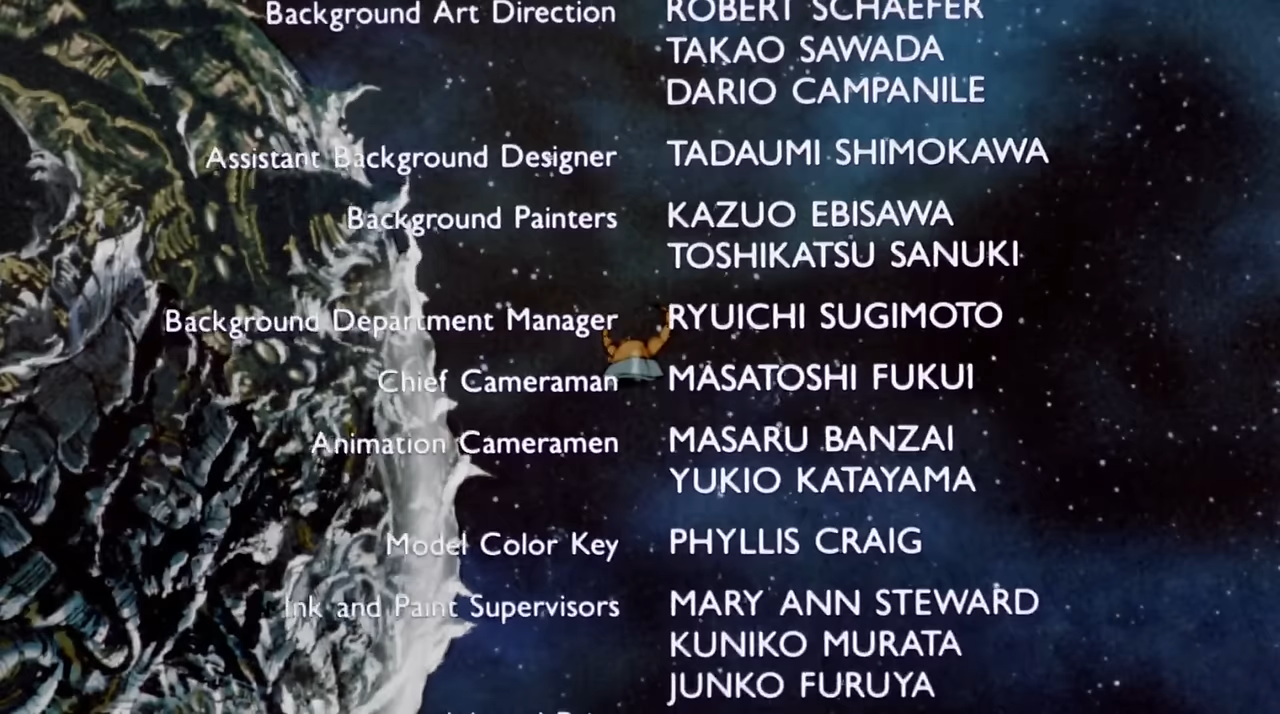 Background Art Direction ROBERT SCHAEFER
TAKAO SAWADA
DARIO CAMPANILE
Assistant Background Designer TADAUMI SHIMOKAWA
Background Painters KAZUO EBISAWA
TOSHIKATSU SANUKI
Background Department Manager RYUICHI SUGIMOTO
Chief Cameraman MASATOSHI FUKUI
Animation Cameramen MASARU BANZAI
YUKIO KATAYAMA
Model Color Key PHYLLIS CRAIG
Ink and Paint Supervisors MARY ANN STEWARD
KUNIKO MURATA
JUNKO FURUYA